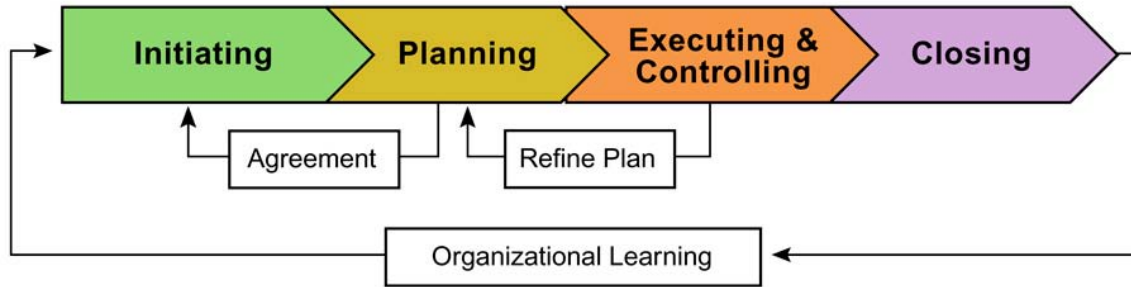 Initiating
Planning
Executing &
Controlling
Closing
Agreement
Refine Plan
Organizational Learning